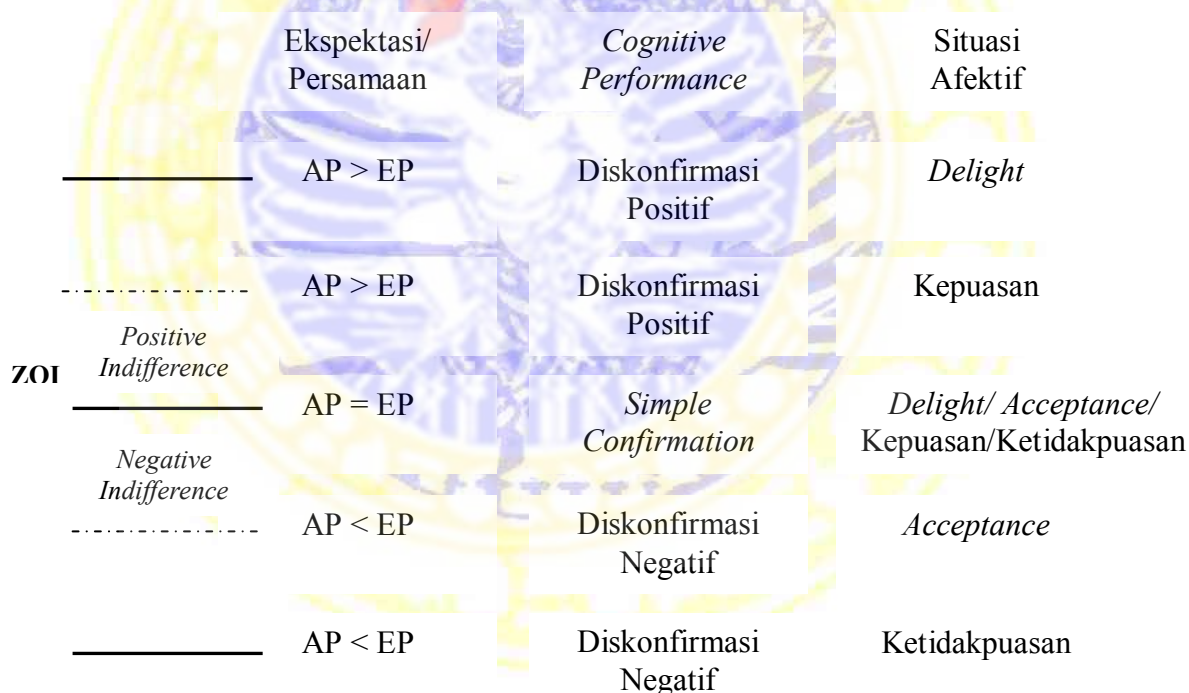 Ekspektasi/
Persamaan
Cognitive
Performance
Situasi
Afektif
AP > EP
Diskonfirmasi
Positif
Delight
AP > EP
Diskonfirmasi
Positif
Kepuasan
Positive
Indifference
ZOI
AP = EP
Simple
Confirmation
Delight/ Acceptance/
Kepuasan/Ketidakpuasan
Negative
Indifference
AP < EP
Diskonfirmasi
Negatif
Acceptance
AP < EP
Diskonfirmasi
Negatif
Ketidakpuasan